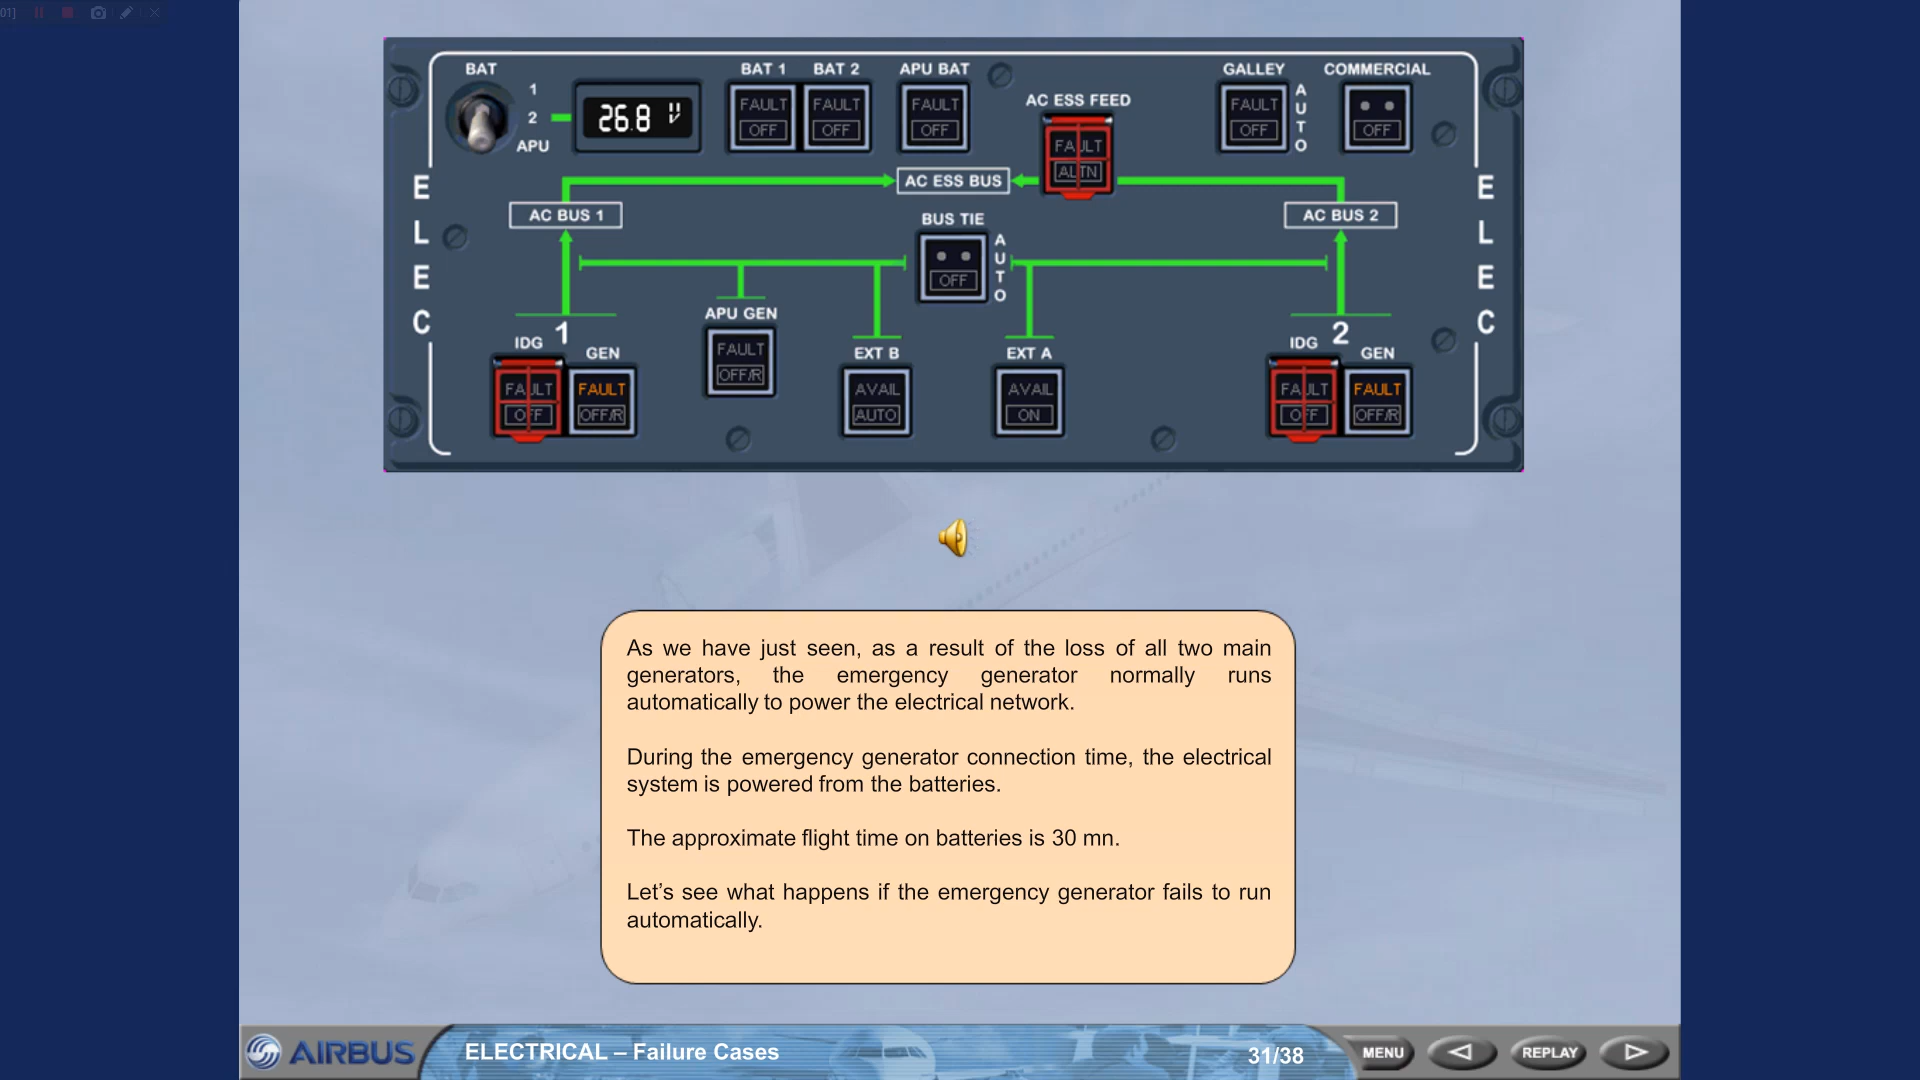 01]
BAT
1
2
APU
26.8 V
BAT 1
FAULT
OFF
BAT 2
FAULT
OFF
APU BAT
FAULT
OFF
AC ESS FEED
FAULT
ALTN
GALLEY
FAULT
OFF
AUTO
COMMERCIAL
OFF
ELEC
ELEC
AC ESS BUS
AC BUS 1
AC BUS 2
BUS TIE
OFF
AUTO
1
IDG
FAULT
OFF
GEN
FAULT
OFF/R
APU GEN
FAULT
OFF/R
EXT B
AVAIL
AUTO
EXT A
AVAIL
ON
2
IDG
FAULT
OFF
GEN
FAULT
OFF/R
As we have just seen, as a result of the loss of all two main
generators, the emergency generator normally runs
automatically to power the electrical network.
During the emergency generator connection time, the electrical
system is powered from the batteries.
The approximate flight time on batteries is 30 mn.
Let’s see what happens if the emergency generator fails to run
automatically.
AIRBUS
ELECTRICAL – Failure Cases
31/38
MENU
REPLAY